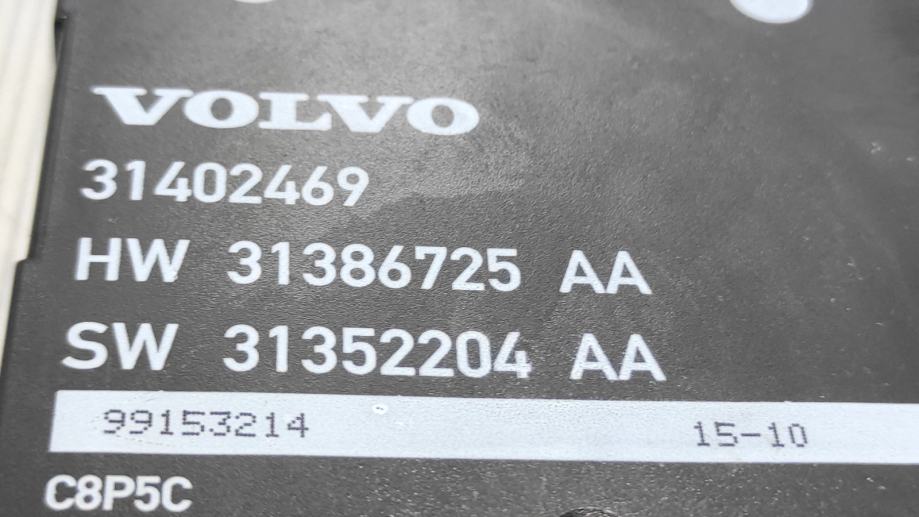 VOLVO
31402469
HW 31386725 AA
SW 31352204 AA
99153214 15-10
C8P5C